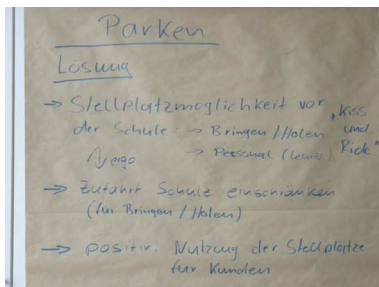 Parken
Lösung
→ Stellplatzmöglichkeit vor „Kiss
der Schule → Bringen/Holen und
→ Personal (Lehrer) Ride"
→ Zufahrt Schule einschränken
(für Bringen/Holen)
→ positiv. Nutzung der Stellplätze
für Kunden